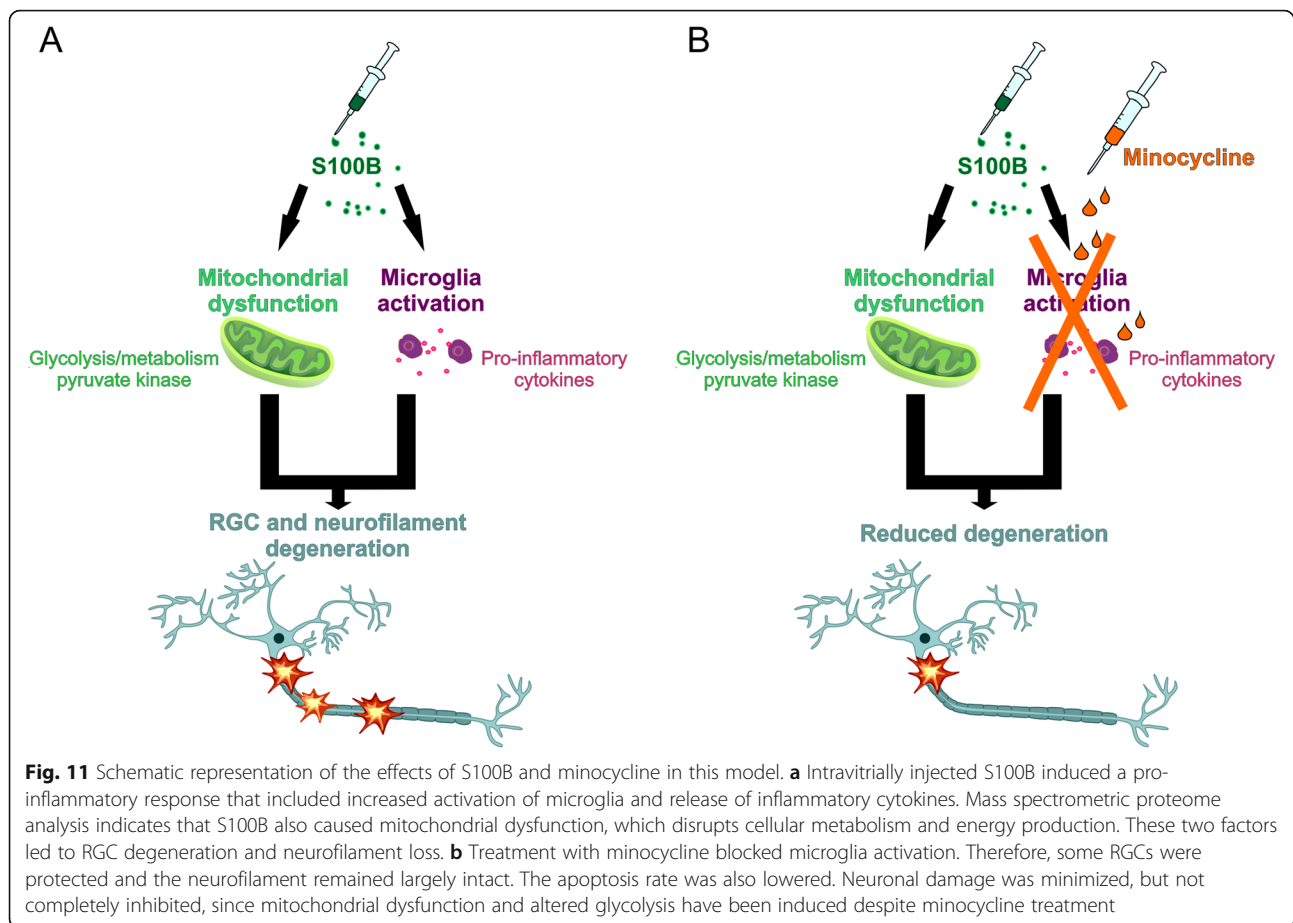 A
S100B
Mitochondrial
dysfunction
Microglia
activation
Glycolysis/metabolism
pyruvate kinase
Pro-inflammatory
cytokines
RGC and neurofilament
degeneration
B
S100B
Minocycline
Mitochondrial
dysfunction
Microglia
activation
Glycolysis/metabolism
pyruvate kinase
Pro-inflammatory
cytokines
Reduced degeneration
Fig. 11 Schematic representation of the effects of S100B and minocycline in this model. a Intravitrially injected S100B induced a pro-
inflammatory response that included increased activation of microglia and release of inflammatory cytokines. Mass spectrometric proteome
analysis indicates that S100B also caused mitochondrial dysfunction, which disrupts cellular metabolism and energy production. These two factors
led to RGC degeneration and neurofilament loss. b Treatment with minocycline blocked microglia activation. Therefore, some RGCs were
protected and the neurofilament remained largely intact. The apoptosis rate was also lowered. Neuronal damage was minimized, but not
completely inhibited, since mitochondrial dysfunction and altered glycolysis have been induced despite minocycline treatment